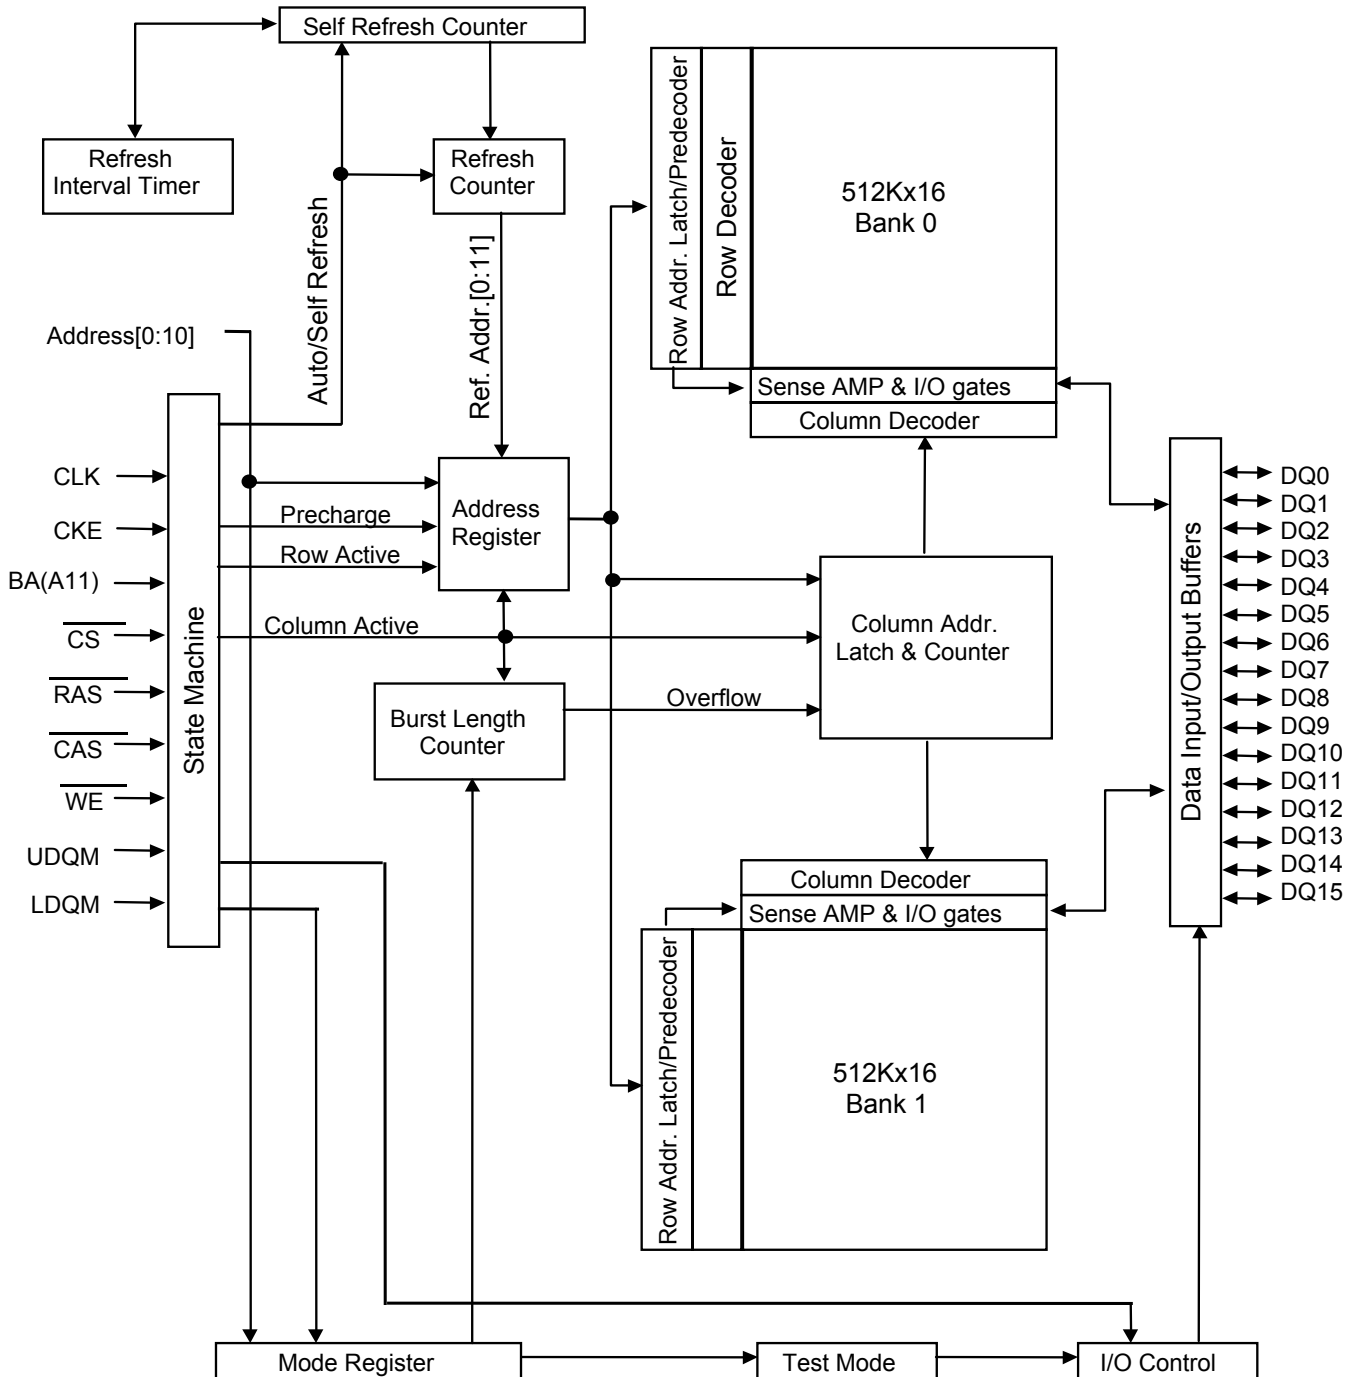 Self Refresh Counter
Refresh
Interval Timer
Refresh
Counter
Auto/Self Refresh
Ref. Addr.[0:11]
Row Addr. Latch/Predecoder
Row Decoder
512Kx16
Bank 0
Sense AMP & I/O gates
Column Decoder
Address[0:10]
CLK
CKE
BA(A11)
CS
RAS
CAS
WE
UDQM
LDQM
State Machine
Precharge
Row Active
Column Active
Address
Register
Burst Length
Counter
Overflow
Column Addr.
Latch & Counter
Data Input/Output Buffers
DQ0
DQ1
DQ2
DQ3
DQ4
DQ5
DQ6
DQ7
DQ8
DQ9
DQ10
DQ11
DQ12
DQ13
DQ14
DQ15
Column Decoder
Sense AMP & I/O gates
Row Addr. Latch/Predecoder
512Kx16
Bank 1
Mode Register
Test Mode
I/O Control